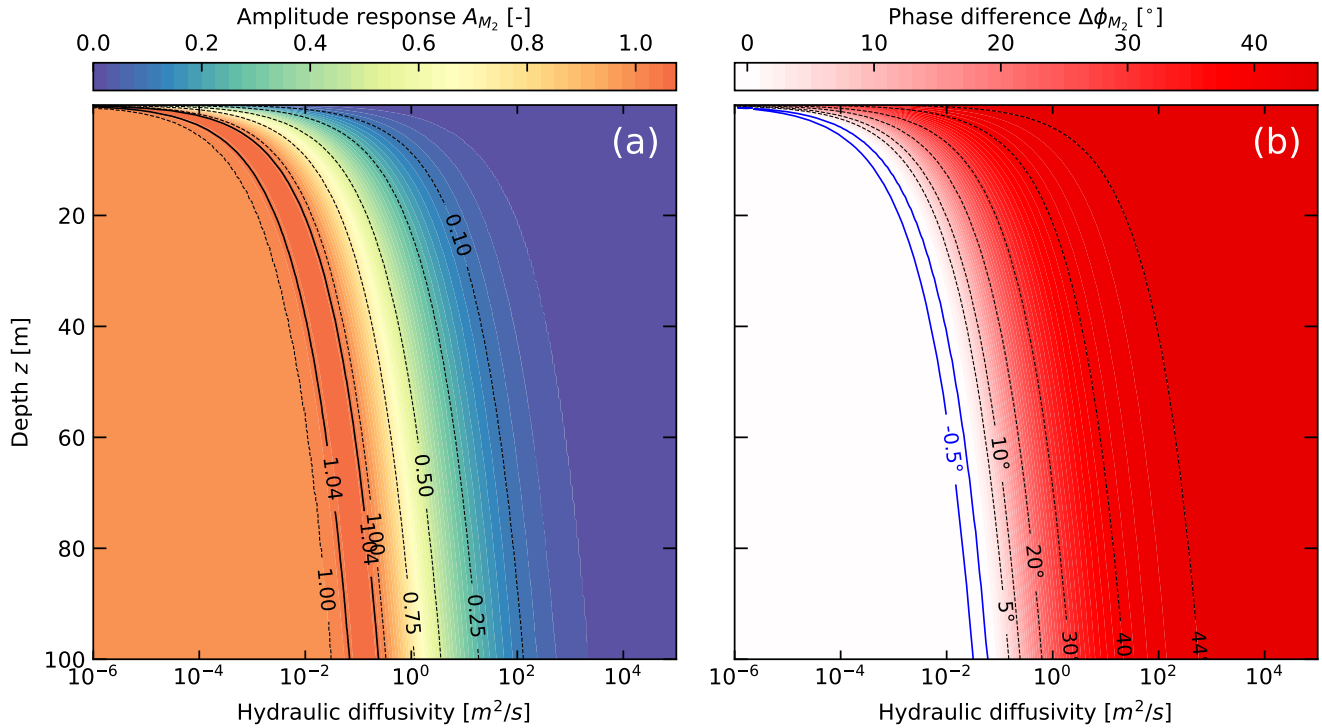 Amplitude response A_{M_2} [-]
0.0 0.2 0.4 0.6 0.8 1.0
(a)
Depth z [m]
20
40
60
80
100
0.10
1.04
0.50
1.00
1.04
1.00
0.75
0.25
10^{-6} 10^{-4} 10^{-2} 10^{0} 10^{2} 10^{4}
Hydraulic diffusivity [m^2/s]
Phase difference Δϕ_{M_2} [°]
0 10 20 30 40
(b)
-0.5°
10°
20°
5°
30
40
44
10^{-6} 10^{-4} 10^{-2} 10^{0} 10^{2} 10^{4}
Hydraulic diffusivity [m^2/s]